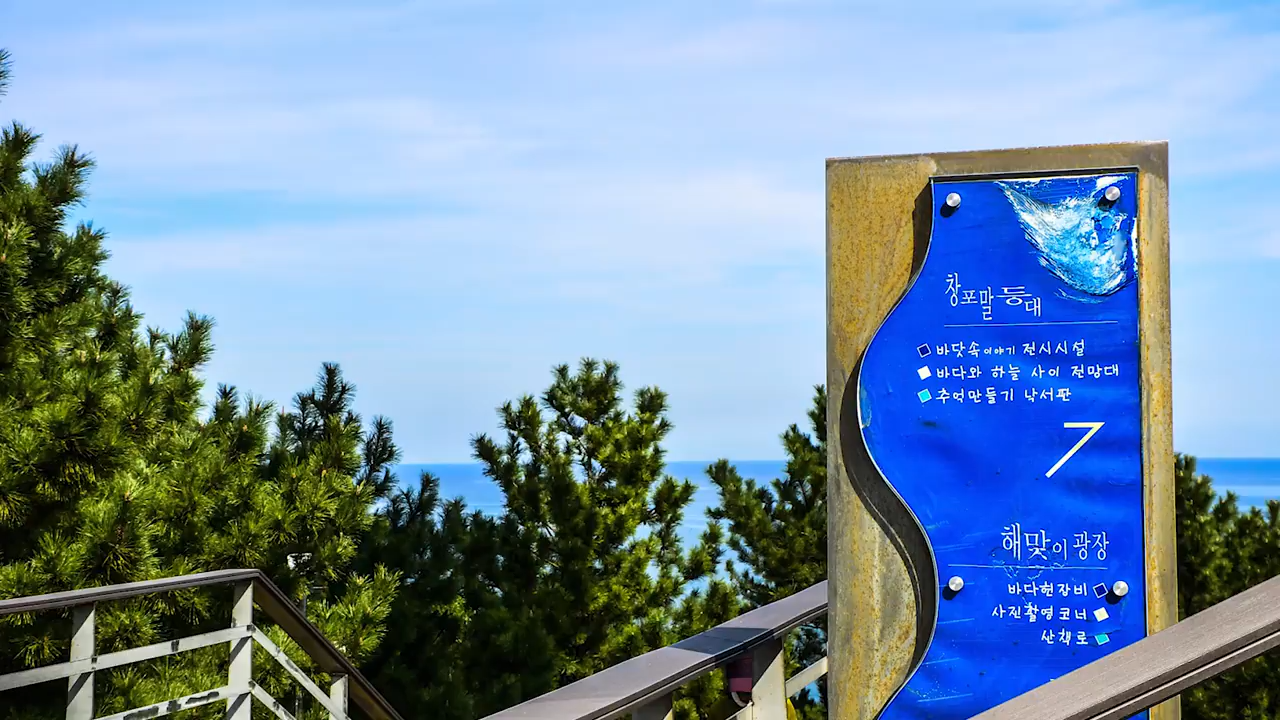 창포말 등대
바닷속 이야기 전시시설
바다와 하늘 사이 전망대
추억만들기 낙서판
해맞이 광장
바다헌장비
사진촬영코너
산책로